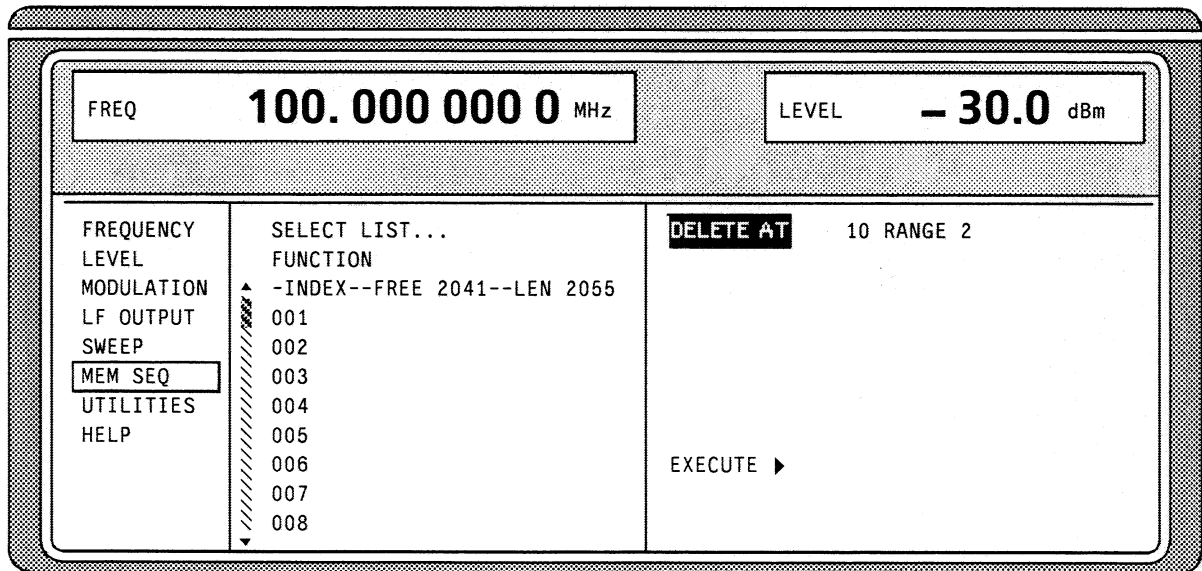 FREQ 100. 000 000 0 MHz
LEVEL – 30.0 dBm
FREQUENCY
LEVEL
MODULATION
LF OUTPUT
SWEEP
MEM SEQ
UTILITIES
HELP
SELECT LIST...
FUNCTION
-INDEX--FREE 2041--LEN 2055
001
002
003
004
005
006
007
008
DELETE AT 10 RANGE 2
EXECUTE